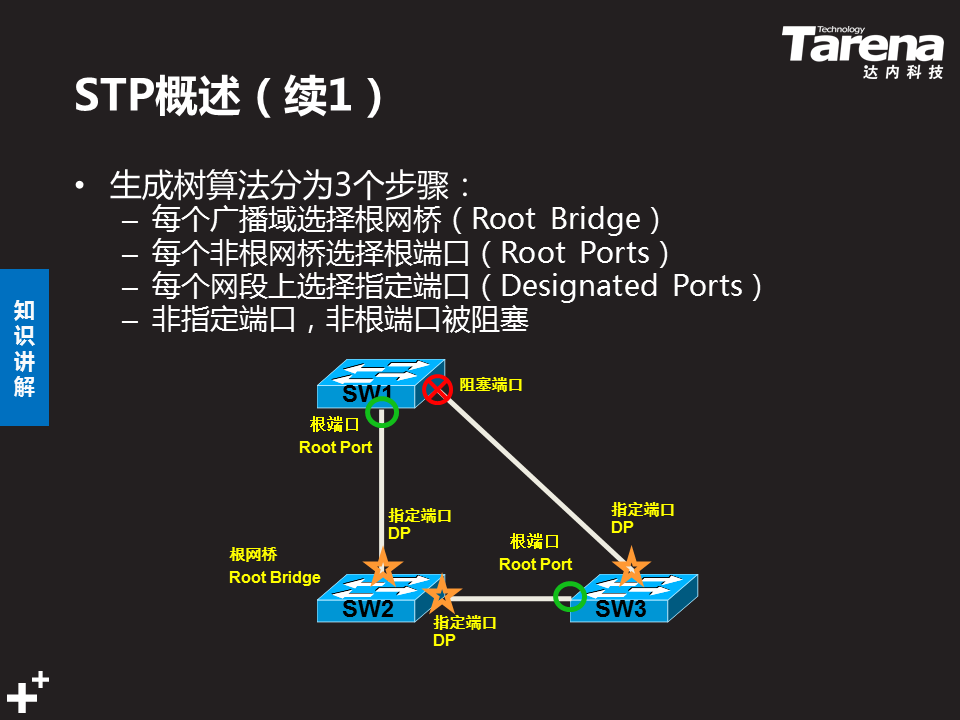 Technology
Tarena
达内科技
STP概述（续1）
• 生成树算法分为3个步骤：
– 每个广播域选择根网桥（Root Bridge）
– 每个非根网桥选择根端口（Root Ports）
– 每个网段上选择指定端口（Designated Ports）
– 非指定端口，非根端口被阻塞
知
识
讲
解
SW1
阻塞端口
根端口
Root Port
指定端口
DP
指定端口
DP
根端口
Root Port
根网桥
Root Bridge
SW2
SW3
指定端口
DP